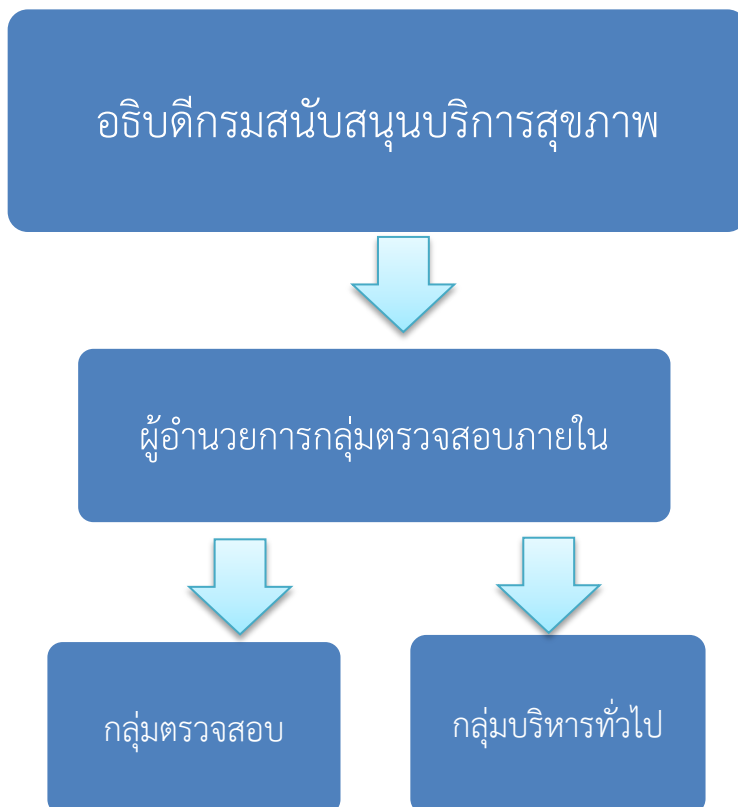 อธิบดีกรมสนับสนุนบริการสุขภาพ
ผู้อำนวยการกลุ่มตรวจสอบภายใน
กลุ่มตรวจสอบ
กลุ่มบริหารทั่วไป